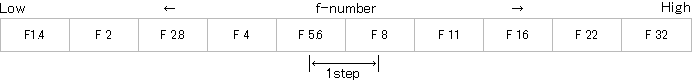 Low ← f-number → High
F1.4 F 2 F 2.8 F 4 F 5.6 F 8 F 11 F 16 F 22 F 32
1step